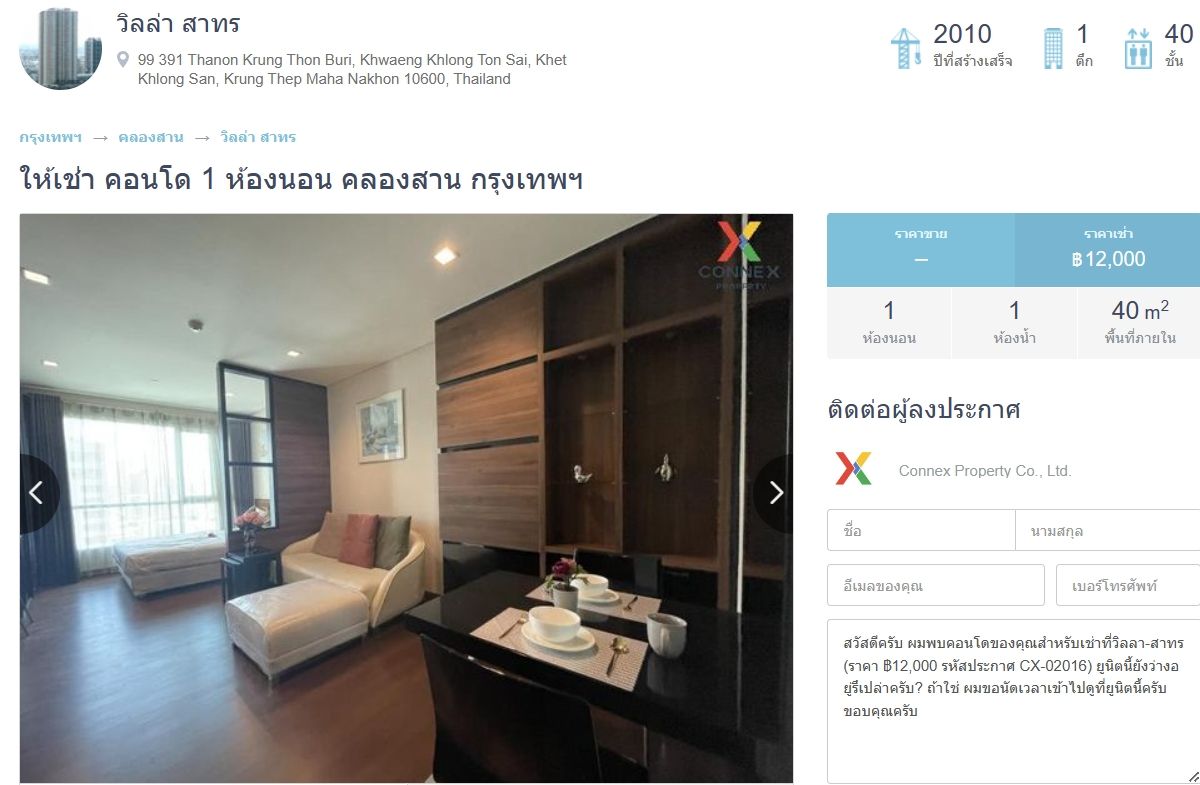 วิลล่า สาทร
99 391 Thanon Krung Thon Buri, Khwaeng Khlong Ton Sai, Khet
Khlong San, Krung Thep Maha Nakhon 10600, Thailand
2010
ปีที่สร้างเสร็จ
1
ตึก
40
ชั้น
กรุงเทพฯ → คลองสาน → วิลล่า สาทร
ให้เช่า คอนโด 1 ห้องนอน คลองสาน กรุงเทพฯ
CONNEX
PROPERTY
ราคาขาย
–
ราคาเช่า
฿12,000
1
ห้องนอน
1
ห้องน้ำ
40 m²
พื้นที่ภายใน
ติดต่อผู้ลงประกาศ
Connex Property Co., Ltd.
ชื่อ
นามสกุล
อีเมลของคุณ
เบอร์โทรศัพท์
สวัสดีครับ ผมพบคอนโดของคุณสำหรับเช่าที่วิลลา-สาทร
(ราคา ฿12,000 รหัสประกาศ CX-02016) ยูนิตนี้ยังว่างอ
ยู่รึเปล่าครับ? ถ้าใช่ ผมขอนัดเวลาเข้าไปดูที่ยูนิตนี้ครับ
ขอบคุณครับ